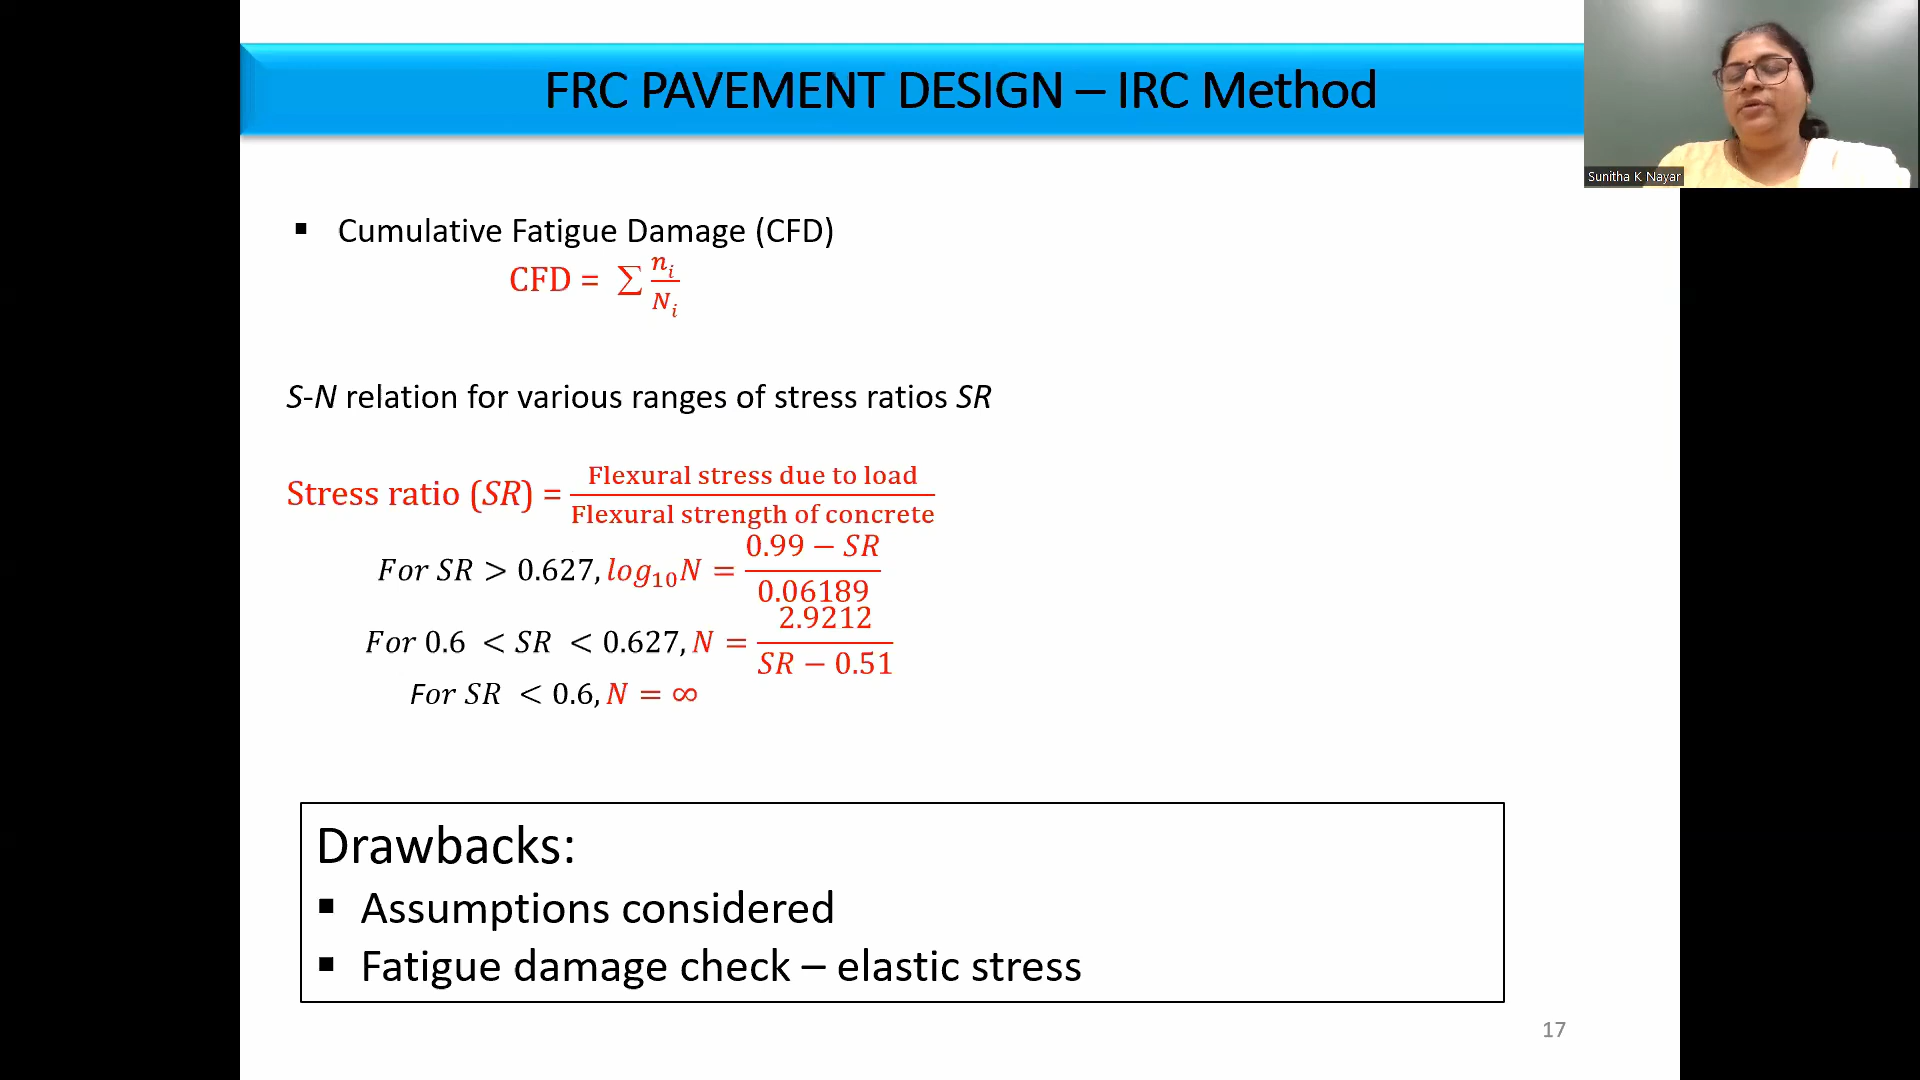 FRC PAVEMENT DESIGN – IRC Method
Sunitha K Nayar
▪ Cumulative Fatigue Damage (CFD)
CFD = ∑ n_i / N_i
S-N relation for various ranges of stress ratios SR
Stress ratio (SR) = Flexural stress due to load / Flexural strength of concrete
For SR > 0.627, log₁₀N = (0.99 − SR) / 0.06189
For 0.6 < SR < 0.627, N = 2.9212 / (SR − 0.51)
For SR < 0.6, N = ∞
Drawbacks:
▪ Assumptions considered
▪ Fatigue damage check – elastic stress
17